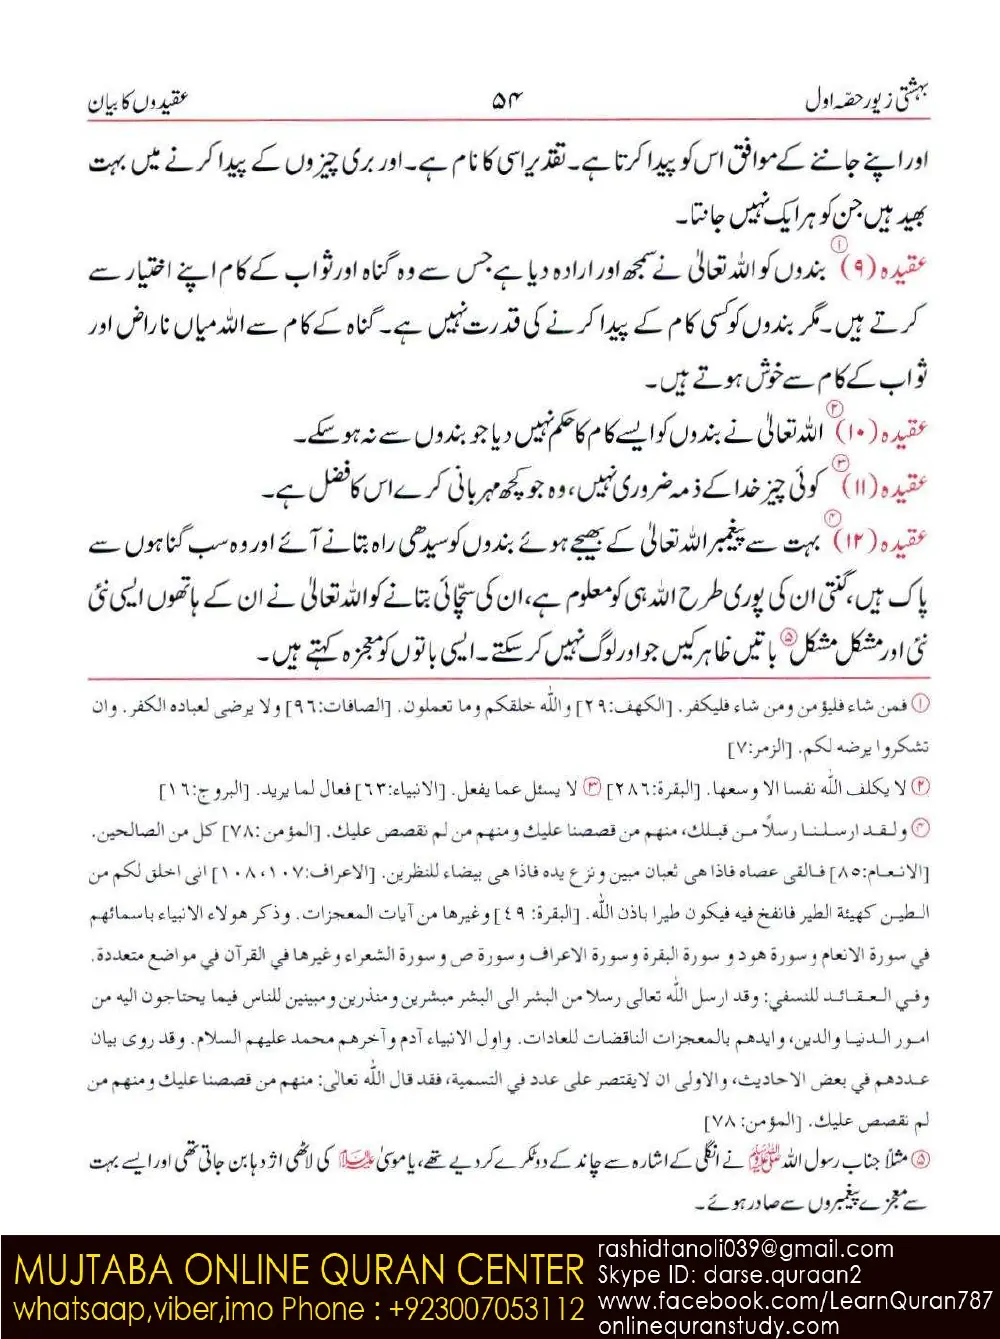 بہشتی زیور حصّہ اول ۵۴ عقیدوں کا بیان
اور اپنے جاننے کے موافق اس کو پیدا کرتا ہے۔ تقدیر اسی کا نام ہے۔ اور بری چیزوں کے پیدا کرنے میں بہت
بھید ہیں جن کو ہر ایک نہیں جانتا۔
عقیدہ (۹)① بندوں کو اللہ تعالیٰ نے سمجھ اور ارادہ دیا ہے جس سے وہ گناہ اور ثواب کے کام اپنے اختیار سے
کرتے ہیں۔ مگر بندوں کو کسی کام کے پیدا کرنے کی قدرت نہیں ہے۔ گناہ کے کام سے اللہ میاں ناراض اور
ثواب کے کام سے خوش ہوتے ہیں۔
عقیدہ (۱۰)② اللہ تعالیٰ نے بندوں کو ایسے کام کا حکم نہیں دیا جو بندوں سے نہ ہو سکے۔
عقیدہ (۱۱)③ کوئی چیز خدا کے ذمہ ضروری نہیں، وہ جو کچھ مہربانی کرے اس کا فضل ہے۔
عقیدہ (۱۲)④ بہت سے پیغمبر اللہ تعالیٰ کے بھیجے ہوئے بندوں کو سیدھی راہ بتانے آئے اور وہ سب گناہوں سے
پاک ہیں، گنتی ان کی پوری طرح اللہ ہی کو معلوم ہے، ان کی سچّائی بتانے کو اللہ تعالیٰ نے ان کے ہاتھوں ایسی نئی
نئی اور مشکل مشکل⑤ باتیں ظاہر کیں جو اور لوگ نہیں کر سکتے۔ ایسی باتوں کو معجزہ کہتے ہیں۔
① فمن شاء فليؤمن ومن شاء فليكفر. [الكهف:۲۹] والله خلقكم وما تعملون. [الصافات:۹٦] ولا يرضى لعباده الكفر. وان
تشكروا يرضه لكم. [الزمر:۷]
② لا يكلف الله نفسا الا وسعها. [البقرة:۲۸٦] ③ لا يسئل عما يفعل. [الانبياء:٦۳] فعال لما يريد. [البروج:۱٦]
④ ولقد ارسلنا رسلًا من قبلك، منهم من قصصنا عليك ومنهم من لم نقصص عليك. [المؤمن:۷۸] كل من الصالحين.
[الانعام:۸۵] فالقى عصاه فاذا هى ثعبان مبين ونزع يده فاذا هى بيضاء للنظرين. [الاعراف:۱۰۷،۱۰۸] انى اخلق لكم من
الطين كهيئة الطير فانفخ فيه فيكون طيرا باذن الله. [البقرة:٤۹] وغيرها من آيات المعجزات. وذكر هولاء الانبياء باسمائهم
في سورة الانعام وسورة هود و سورة البقرة وسورة الاعراف وسورة ص وسورة الشعراء وغيرها في القرآن في مواضع متعددة.
وفي العقائد للنسفي: وقد ارسل الله تعالى رسلا من البشر الى البشر مبشرين ومنذرين ومبينين للناس فيما يحتاجون اليه من
امور الدنيا والدين، وايدهم بالمعجزات الناقضات للعادات. واول الانبياء آدم وآخرهم محمد عليهم السلام. وقد روى بيان
عددهم في بعض الاحاديث، والاولى ان لايقتصر على عدد في التسمية، فقد قال الله تعالىٰ: منهم من قصصنا عليك ومنهم من
لم نقصص عليك. [المؤمن:۷۸]
⑤ مثلاً جناب رسول اللہ ﷺ نے انگلی کے اشارہ سے چاند کے دو ٹکڑے کر دیے تھے، یا موسیٰ علیہ السلام کی لاٹھی اژدہا بن جاتی تھی اور ایسے بہت
سے معجزے پیغمبروں سے صادر ہوئے۔
MUJTABA ONLINE QURAN CENTER
whatsaap,viber,imo Phone : +923007053112
rashidtanoli039@gmail.com
Skype ID: darse.quraan2
www.facebook.com/LearnQuran787
onlinequranstudy.com